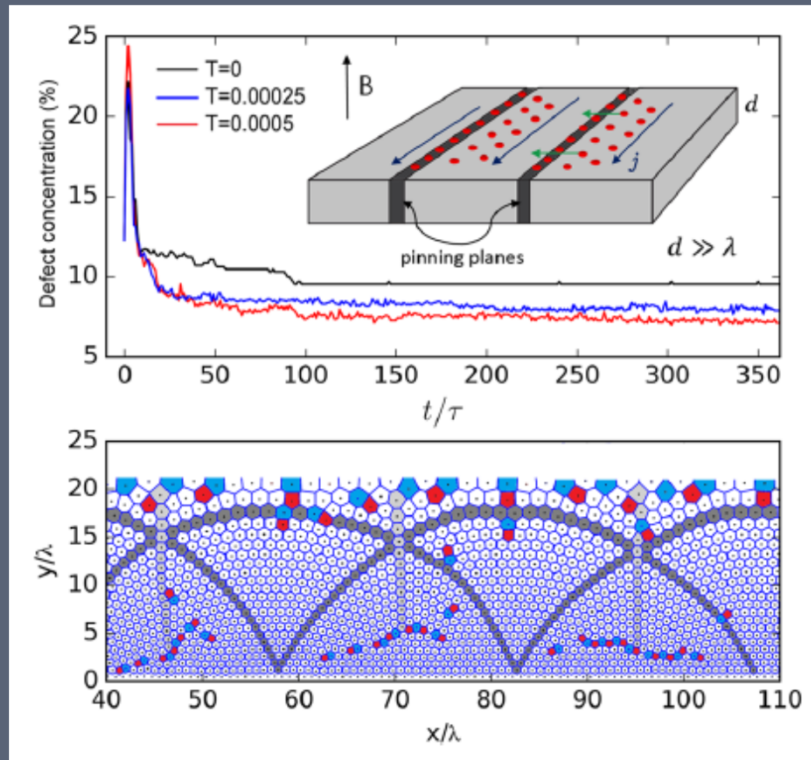 25
20
15
10
5
Defect concentration (%)
T=0
T=0.00025
T=0.0005
B
d
j
pinning planes
d ≫ λ
0 50 100 150 200 250 300 350
t/τ
25
20
15
10
5
0
y/λ
40 50 60 70 80 90 100 110
x/λ